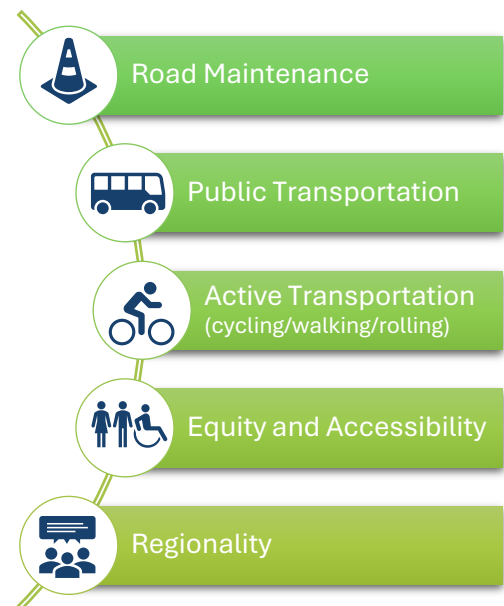 Road Maintenance
Public Transportation
Active Transportation
(cycling/walking/rolling)
Equity and Accessibility
Regionality